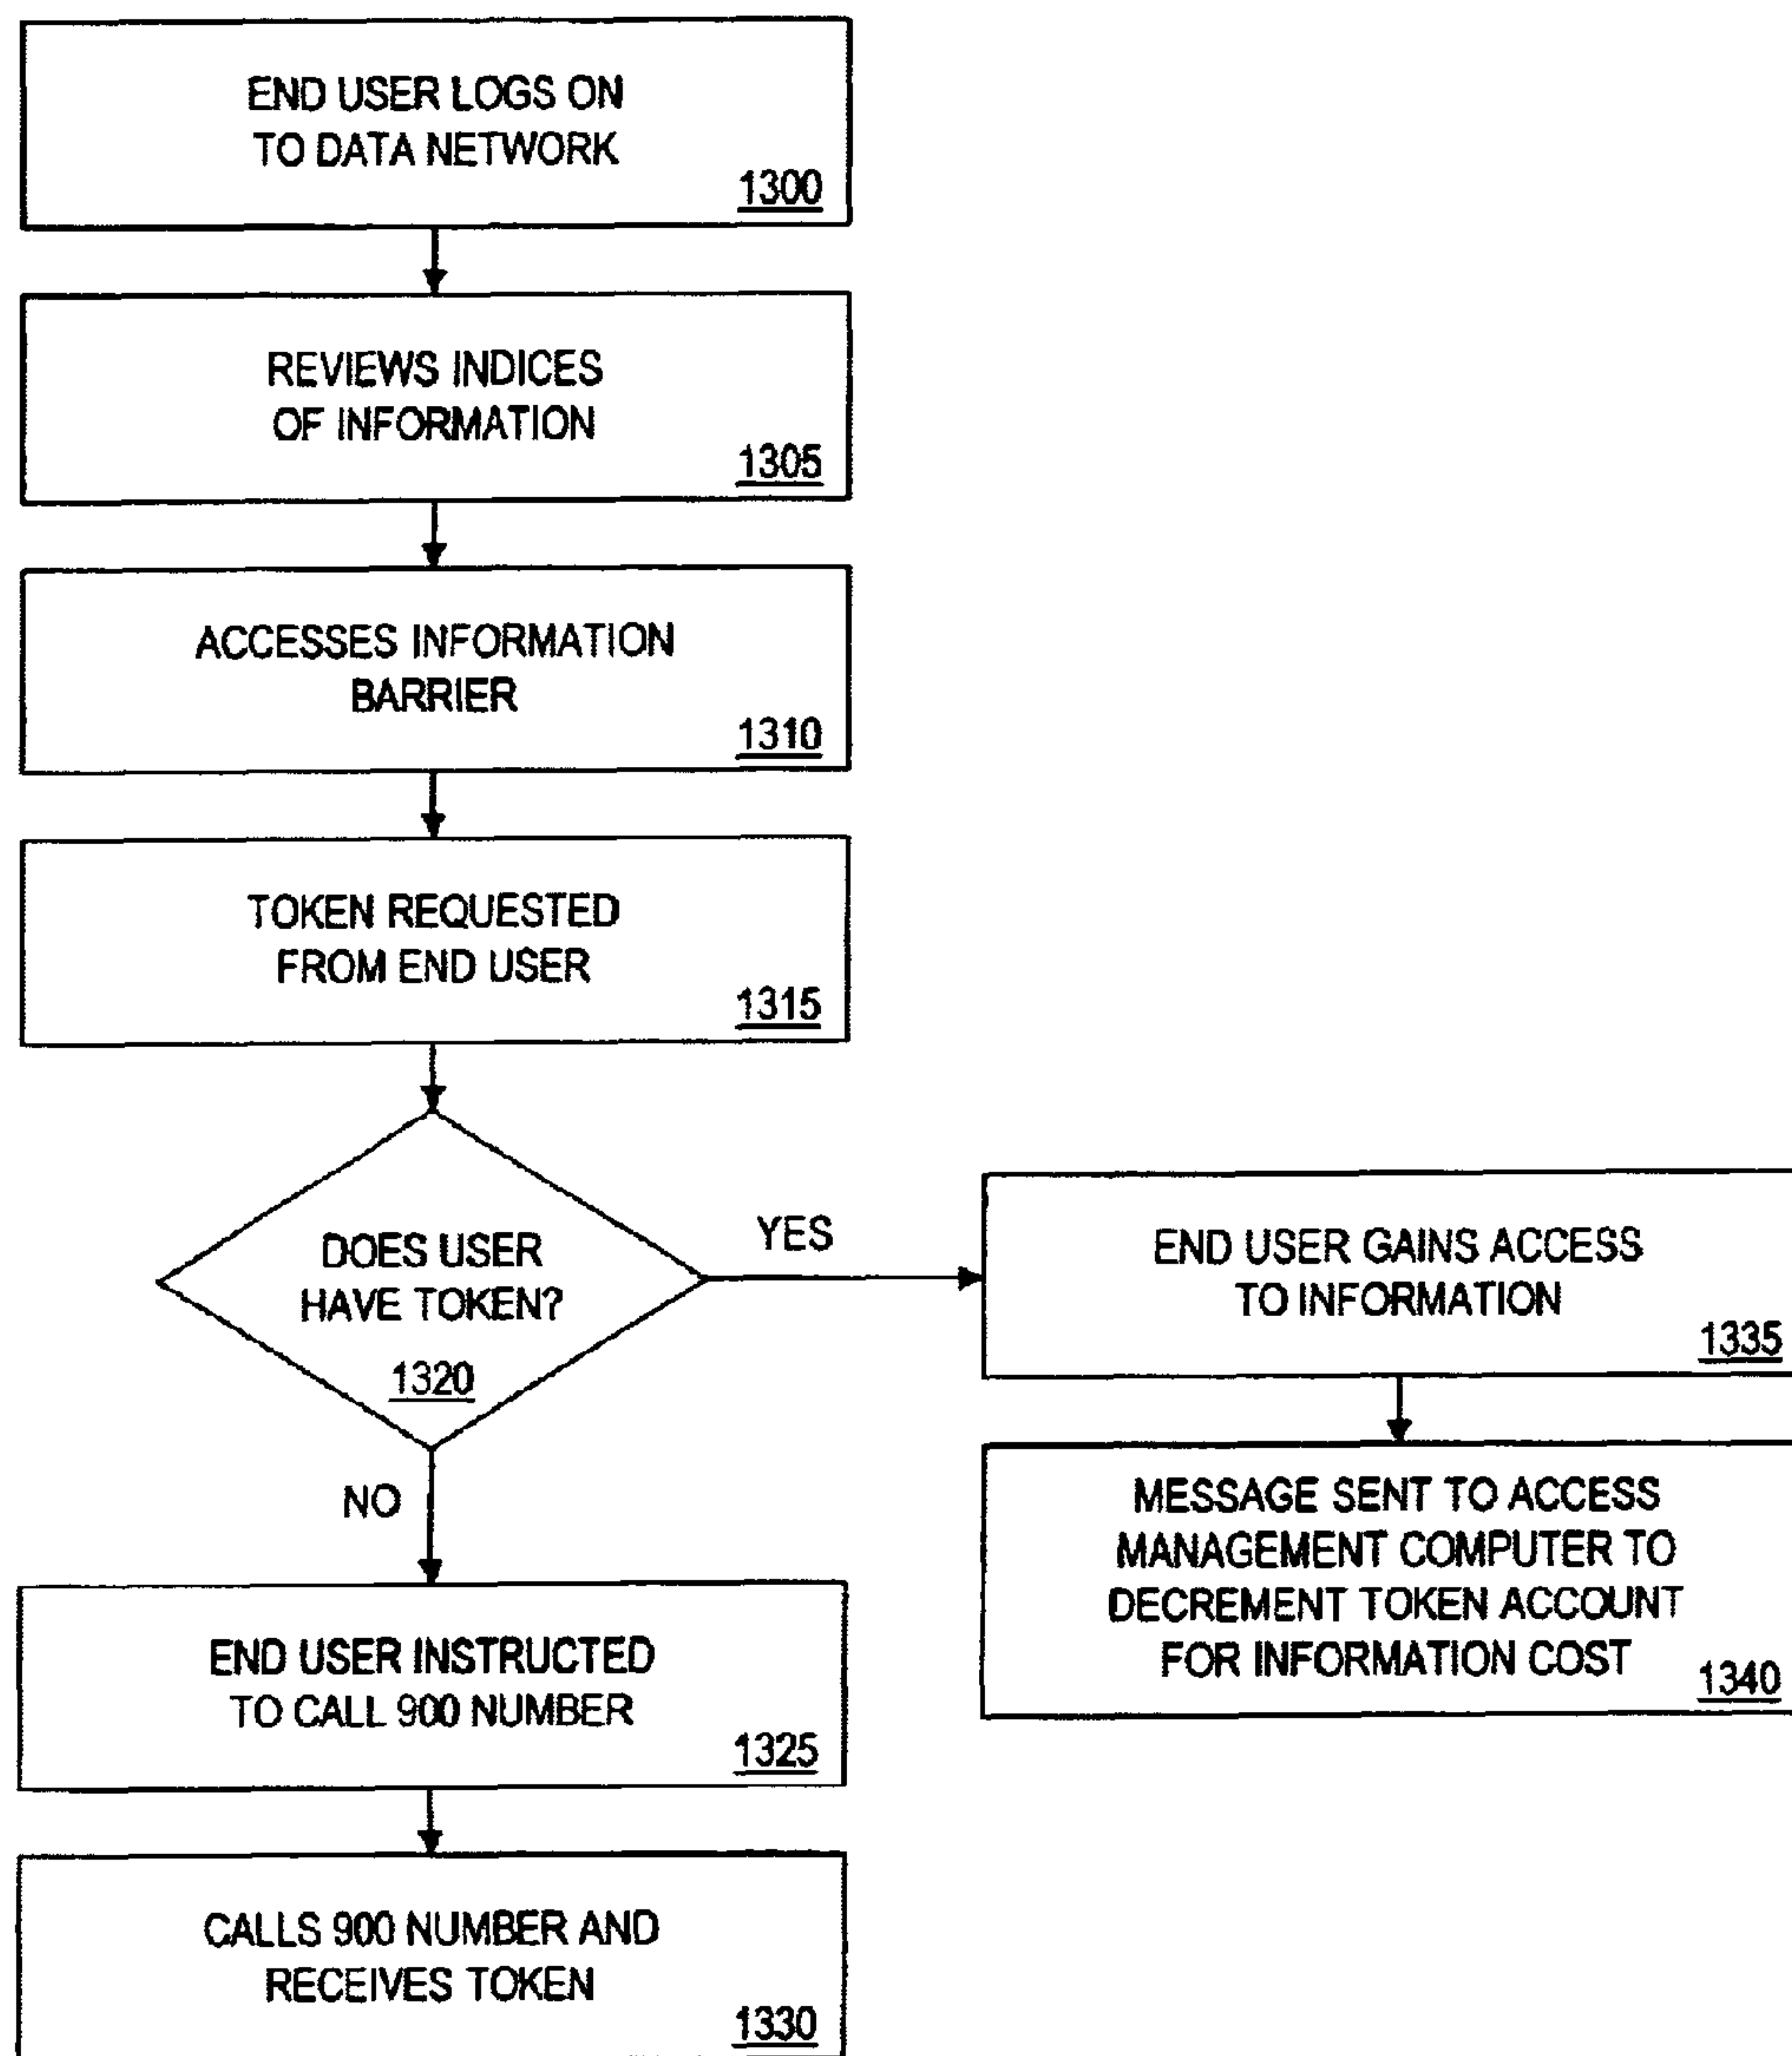 END USER LOGS ON
TO DATA NETWORK
1300
REVIEWS INDICES
OF INFORMATION
1305
ACCESSES INFORMATION
BARRIER
1310
TOKEN REQUESTED
FROM END USER
1315
DOES USER
HAVE TOKEN?
1320
YES
END USER GAINS ACCESS
TO INFORMATION
1335
MESSAGE SENT TO ACCESS
MANAGEMENT COMPUTER TO
DECREMENT TOKEN ACCOUNT
FOR INFORMATION COST
1340
NO
END USER INSTRUCTED
TO CALL 900 NUMBER
1325
CALLS 900 NUMBER AND
RECEIVES TOKEN
1330